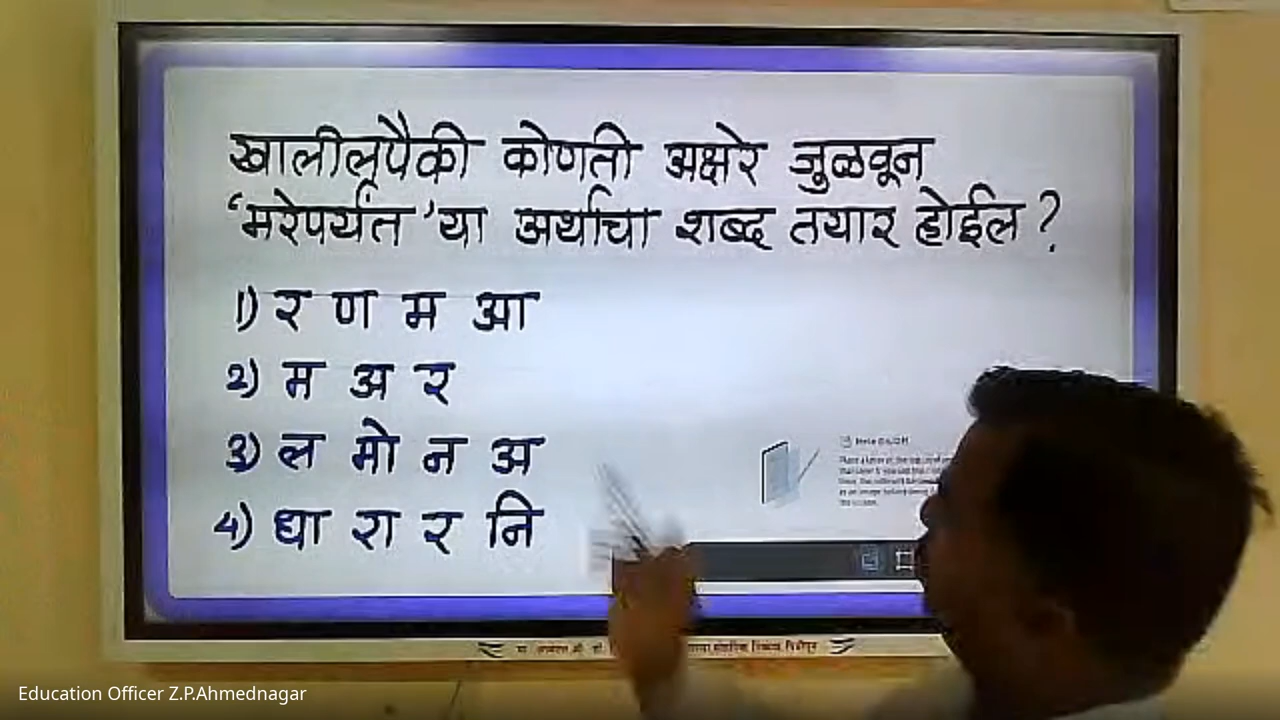 खालीलपैकी कोणती अक्षरे जुळवून
‘मरेपर्यंत’ या अर्थाचा शब्द तयार होईल ?
1) र ण म आ
2) म अ र
3) ल मो न अ
4) धा रा र नि
Education Officer Z.P.Ahmednagar